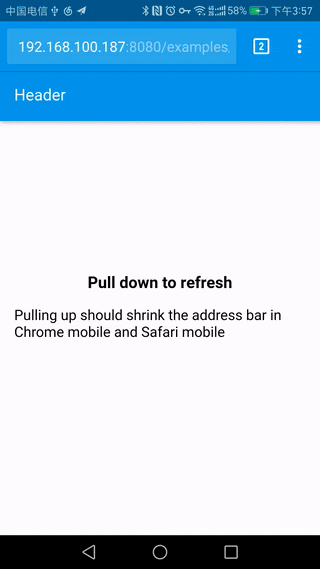 中国电信 58% 下午3:57
192.168.100.187:8080/examples/ 2
Header
Pull down to refresh
Pulling up should shrink the address bar in
Chrome mobile and Safari mobile